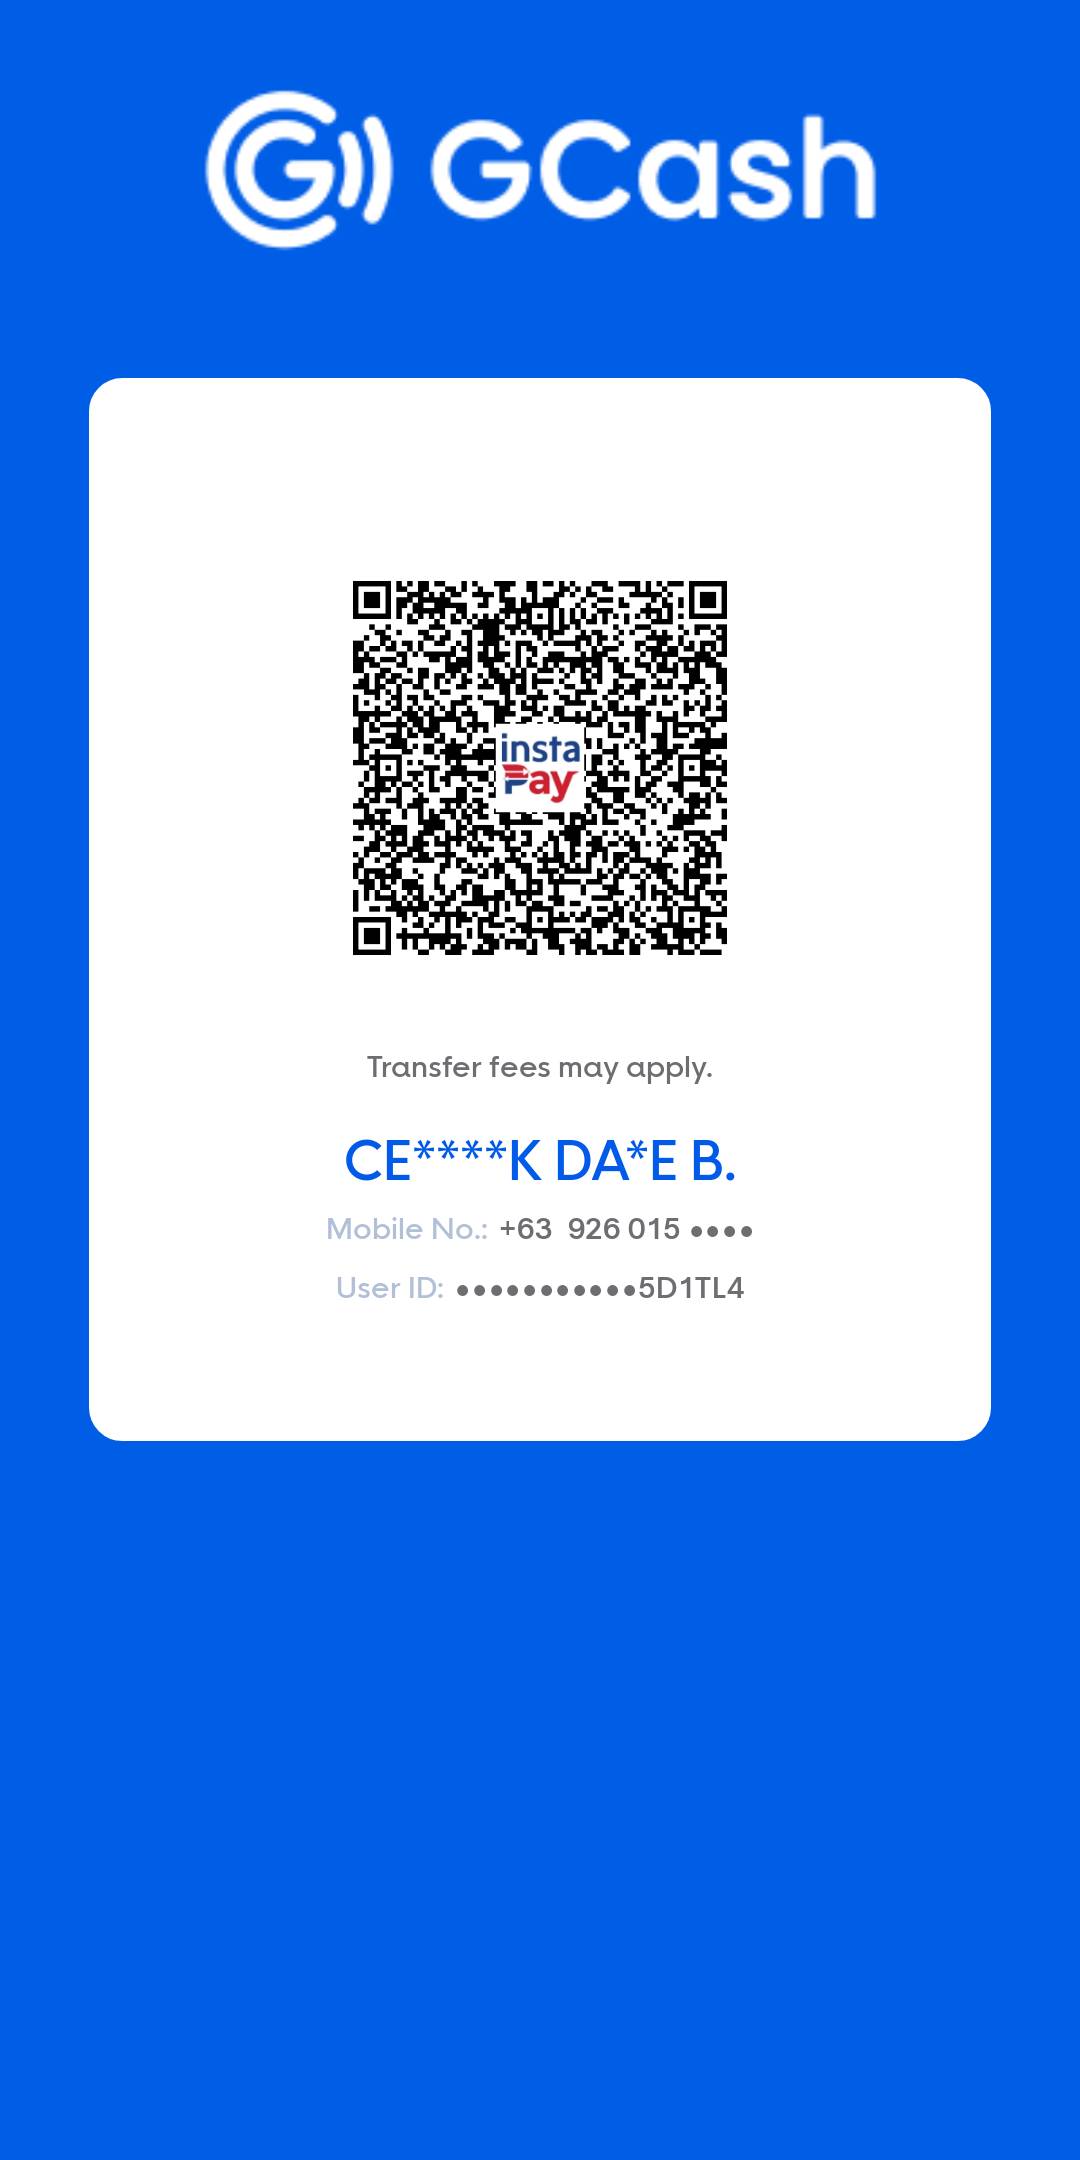 GCash
insta
Pay
Transfer fees may apply.
CE****K DA*E B.
Mobile No.: +63 926 015 ••••
User ID: •••••••••••5D1TL4